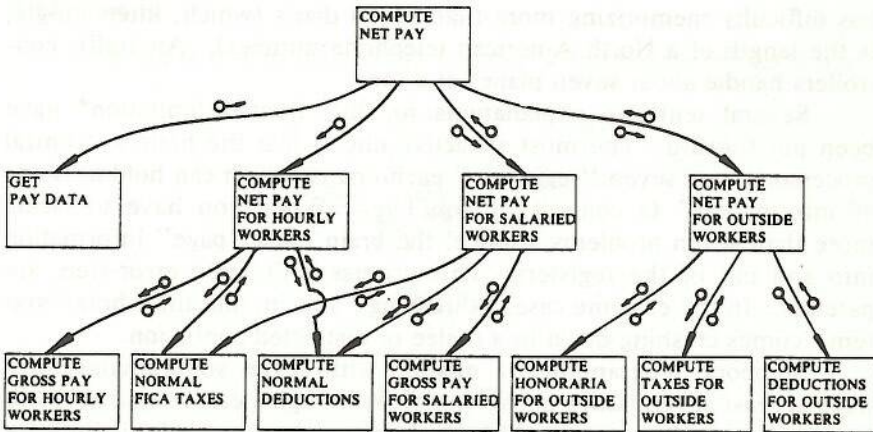 COMPUTE
NET PAY
GET
PAY DATA
COMPUTE
NET PAY
FOR HOURLY
WORKERS
COMPUTE
NET PAY
FOR SALARIED
WORKERS
COMPUTE
NET PAY
FOR OUTSIDE
WORKERS
COMPUTE
GROSS PAY
FOR HOURLY
WORKERS
COMPUTE
NORMAL
FICA TAXES
COMPUTE
NORMAL
DEDUCTIONS
COMPUTE
GROSS PAY
FOR SALARIED
WORKERS
COMPUTE
HONORARIA
FOR OUTSIDE
WORKERS
COMPUTE
TAXES FOR
OUTSIDE
WORKERS
COMPUTE
DEDUCTIONS
FOR OUTSIDE
WORKERS